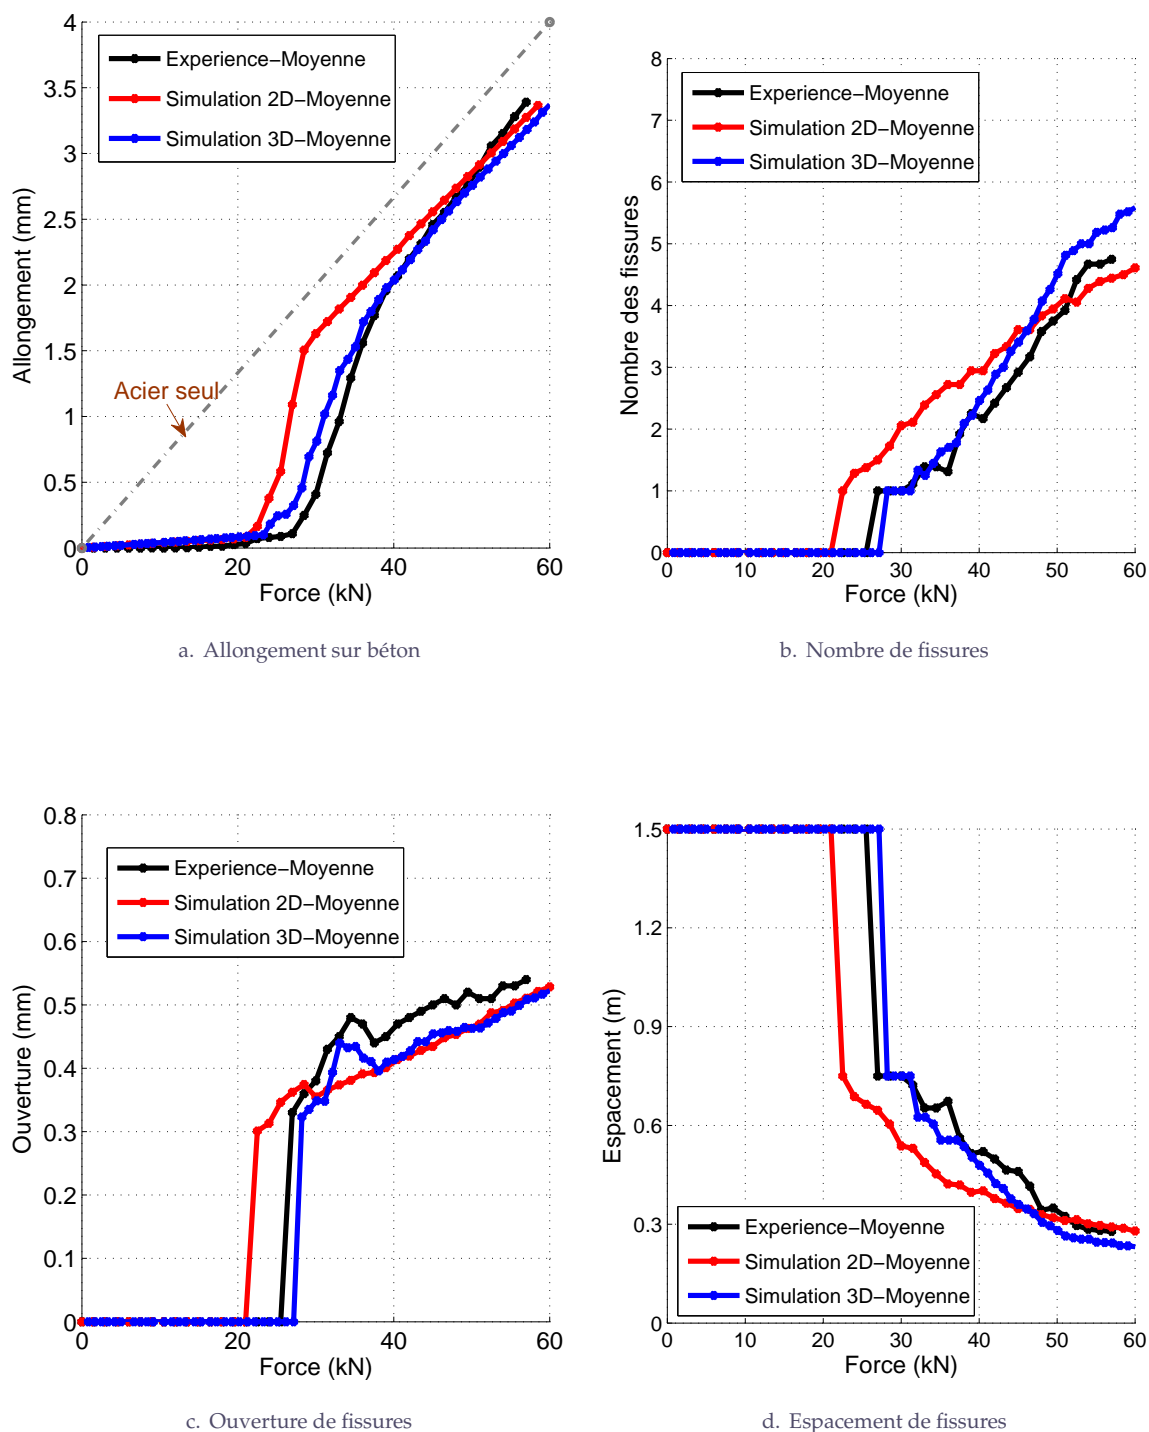 4
3.5
3
2.5
2
1.5
1
0.5
0
0
20
40
60
Allongement (mm)
Force (kN)
Experience−Moyenne
Simulation 2D−Moyenne
Simulation 3D−Moyenne
Acier seul
a. Allongement sur béton
8
7
6
5
4
3
2
1
0
0
10
20
30
40
50
60
Nombre des fissures
Force (kN)
Experience−Moyenne
Simulation 2D−Moyenne
Simulation 3D−Moyenne
b. Nombre de fissures
0.8
0.7
0.6
0.5
0.4
0.3
0.2
0.1
0
0
20
40
60
Ouverture (mm)
Force (kN)
Experience−Moyenne
Simulation 2D−Moyenne
Simulation 3D−Moyenne
c. Ouverture de fissures
1.5
1.2
0.9
0.6
0.3
0
0
10
20
30
40
50
60
Espacement (m)
Force (kN)
Experience−Moyenne
Simulation 2D−Moyenne
Simulation 3D−Moyenne
d. Espacement de fissures